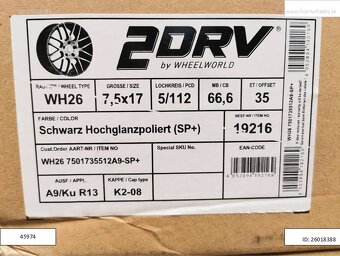 2DRV®
by WHEELWORLD
WHEEL TYPE
GRÖSSE / SIZE
LOCHKREIS / PCD
MB / CB
ET / OFFSET
WH26
7,5x17
5/112
66,6
35
FARBE / COLOR
BEST-NR / ITEM NO
Schwarz Hochglanzpoliert (SP+)
19216
Cust.Order AART-NR / ITEM NO
Special SKU No.
EAN-CODE
WH26 7501735512A9-SP+
AUSF / APPL.
KAPPE / Cap type
A9/Ku R13
K2-08
WH26 7501735512A9-SP+
45974
ID: 26018388